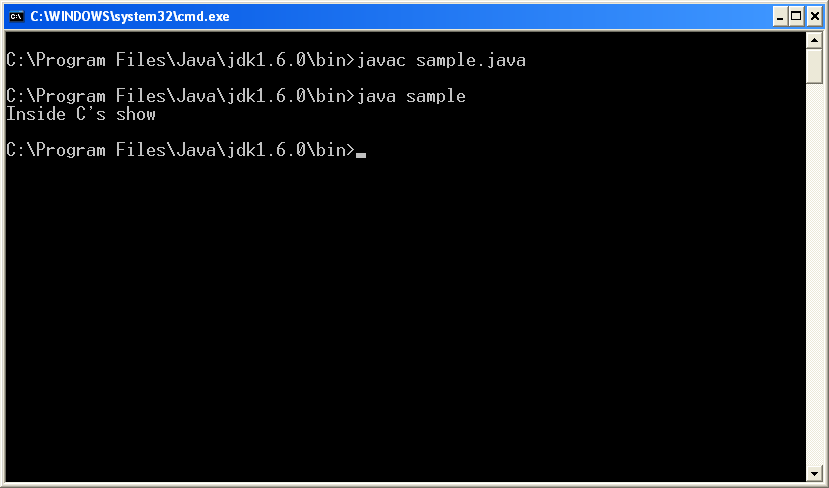 C:\WINDOWS\system32\cmd.exe
C:\Program Files\Java\jdk1.6.0\bin>javac sample.java
C:\Program Files\Java\jdk1.6.0\bin>java sample
Inside C's show
C:\Program Files\Java\jdk1.6.0\bin>